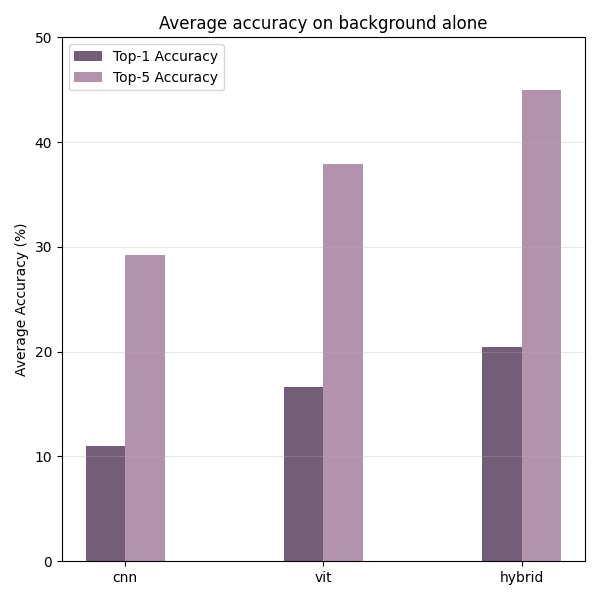 Average accuracy on background alone
Top-1 Accuracy
Top-5 Accuracy
Average Accuracy (%)
50
40
30
20
10
0
cnn
vit
hybrid